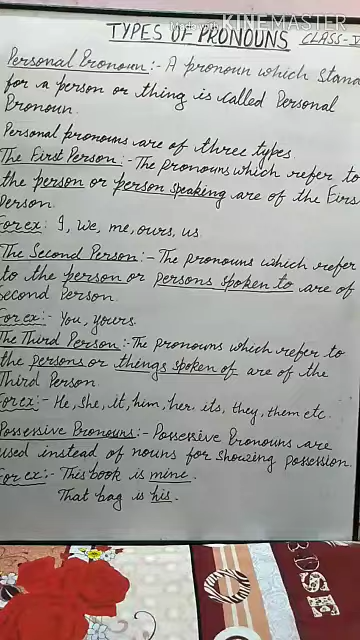 Made with KINEMASTER
TYPES OF PRONOUNS CLASS-V
Personal Pronoun:- A pronoun which stand
for a person or thing is called Personal
Pronoun.
Personal pronouns are of three types.
The First Person:- The pronouns which refer to
the person or person speaking are of the First
Person.
For ex: I, we, me, ours, us.
The Second Person:- The pronouns which refer
to the person or persons spoken to are of
Second Person.
For ex:- You, yours.
The Third Person:- The pronouns which refer to
the persons or things spoken of are of the
Third Person.
For ex:- He, she, it, him, her, its, they, them etc.
Possessive Pronouns:- Possessive Pronouns are
used instead of nouns for showing possession.
For ex:- This book is mine.
That bag is his.